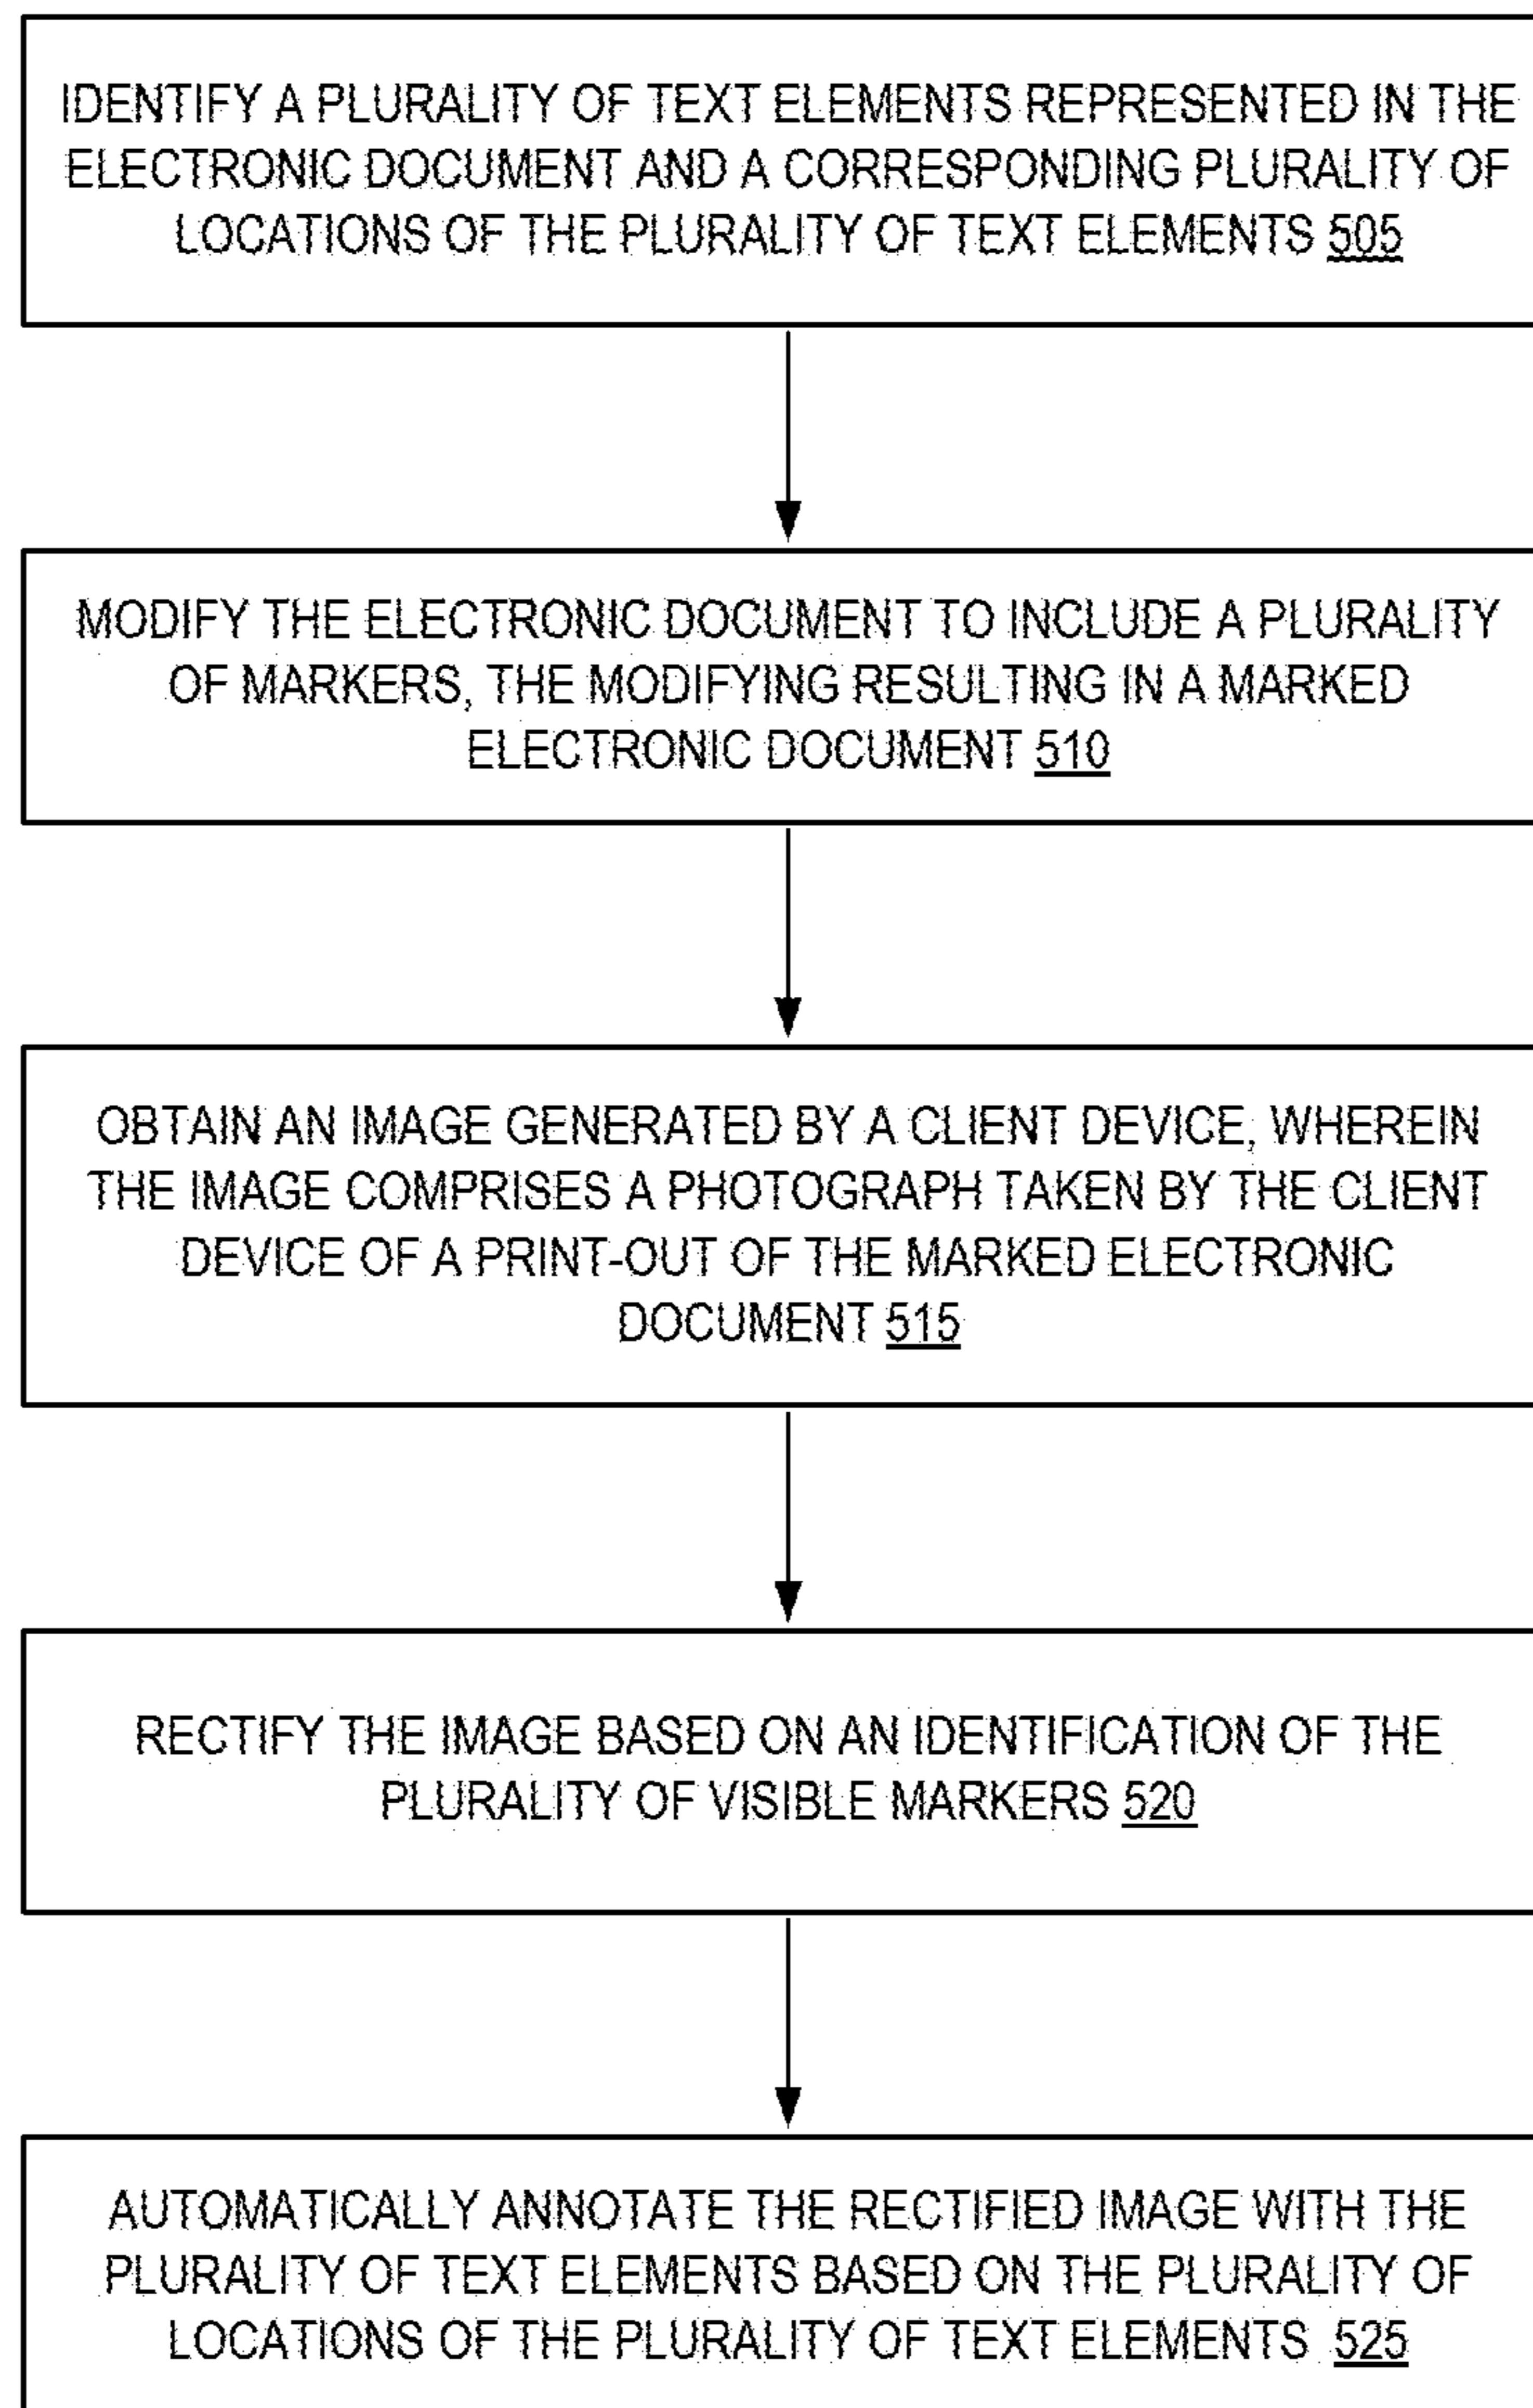 IDENTIFY A PLURALITY OF TEXT ELEMENTS REPRESENTED IN THE
ELECTRONIC DOCUMENT AND A CORRESPONDING PLURALITY OF
LOCATIONS OF THE PLURALITY OF TEXT ELEMENTS 505
MODIFY THE ELECTRONIC DOCUMENT TO INCLUDE A PLURALITY
OF MARKERS, THE MODIFYING RESULTING IN A MARKED
ELECTRONIC DOCUMENT 510
OBTAIN AN IMAGE GENERATED BY A CLIENT DEVICE, WHEREIN
THE IMAGE COMPRISES A PHOTOGRAPH TAKEN BY THE CLIENT
DEVICE OF A PRINT-OUT OF THE MARKED ELECTRONIC
DOCUMENT 515
RECTIFY THE IMAGE BASED ON AN IDENTIFICATION OF THE
PLURALITY OF VISIBLE MARKERS 520
AUTOMATICALLY ANNOTATE THE RECTIFIED IMAGE WITH THE
PLURALITY OF TEXT ELEMENTS BASED ON THE PLURALITY OF
LOCATIONS OF THE PLURALITY OF TEXT ELEMENTS 525